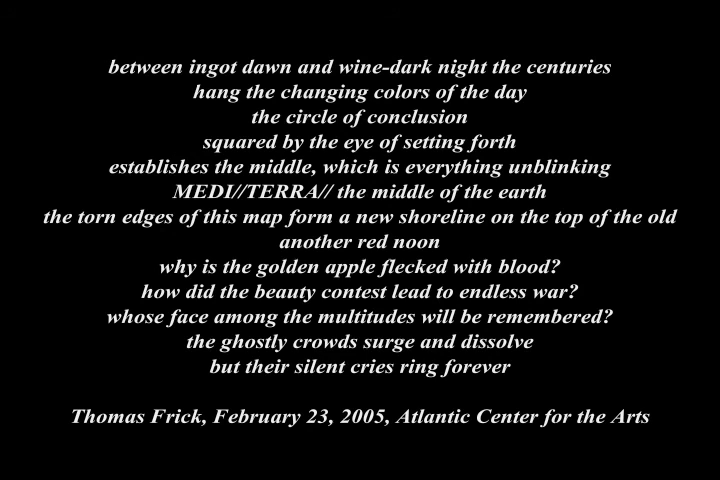 between ingot dawn and wine-dark night the centuries
hang the changing colors of the day
the circle of conclusion
squared by the eye of setting forth
establishes the middle, which is everything unblinking
MEDI//TERRA// the middle of the earth
the torn edges of this map form a new shoreline on the top of the old
another red noon
why is the golden apple flecked with blood?
how did the beauty contest lead to endless war?
whose face among the multitudes will be remembered?
the ghostly crowds surge and dissolve
but their silent cries ring forever
Thomas Frick, February 23, 2005, Atlantic Center for the Arts